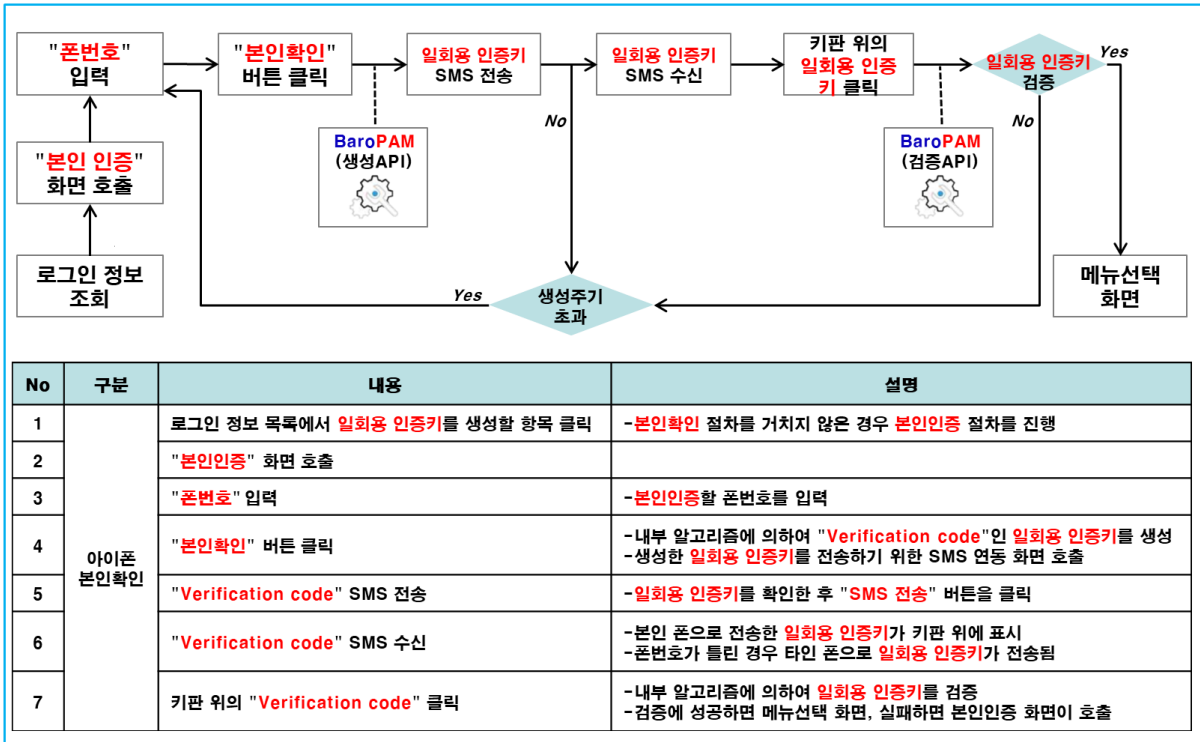 "폰번호"
입력
"본인확인"
버튼 클릭
일회용 인증키
SMS 전송
일회용 인증키
SMS 수신
키판 위의
일회용 인증
키 클릭
일회용 인증키
검증
Yes
No
No
BaroPAM
(생성API)
BaroPAM
(검증API)
"본인 인증"
화면 호출
로그인 정보
조회
Yes
생성주기
초과
메뉴선택
화면
No 구분 내용 설명
1 로그인 정보 목록에서 일회용 인증키를 생성할 항목 클릭 -본인확인 절차를 거치지 않은 경우 본인인증 절차를 진행
2 "본인인증" 화면 호출
3 "폰번호" 입력 -본인인증할 폰번호를 입력
아이폰
본인확인
4 "본인확인" 버튼 클릭 -내부 알고리즘에 의하여 "Verification code"인 일회용 인증키를 생성
-생성한 일회용 인증키를 전송하기 위한 SMS 연동 화면 호출
5 "Verification code" SMS 전송 -일회용 인증키를 확인한 후 "SMS 전송" 버튼을 클릭
6 "Verification code" SMS 수신 -본인 폰으로 전송한 일회용 인증키가 키판 위에 표시
-폰번호가 틀린 경우 타인 폰으로 일회용 인증키가 전송됨
7 키판 위의 "Verification code" 클릭 -내부 알고리즘에 의하여 일회용 인증키를 검증
-검증에 성공하면 메뉴선택 화면, 실패하면 본인인증 화면이 호출